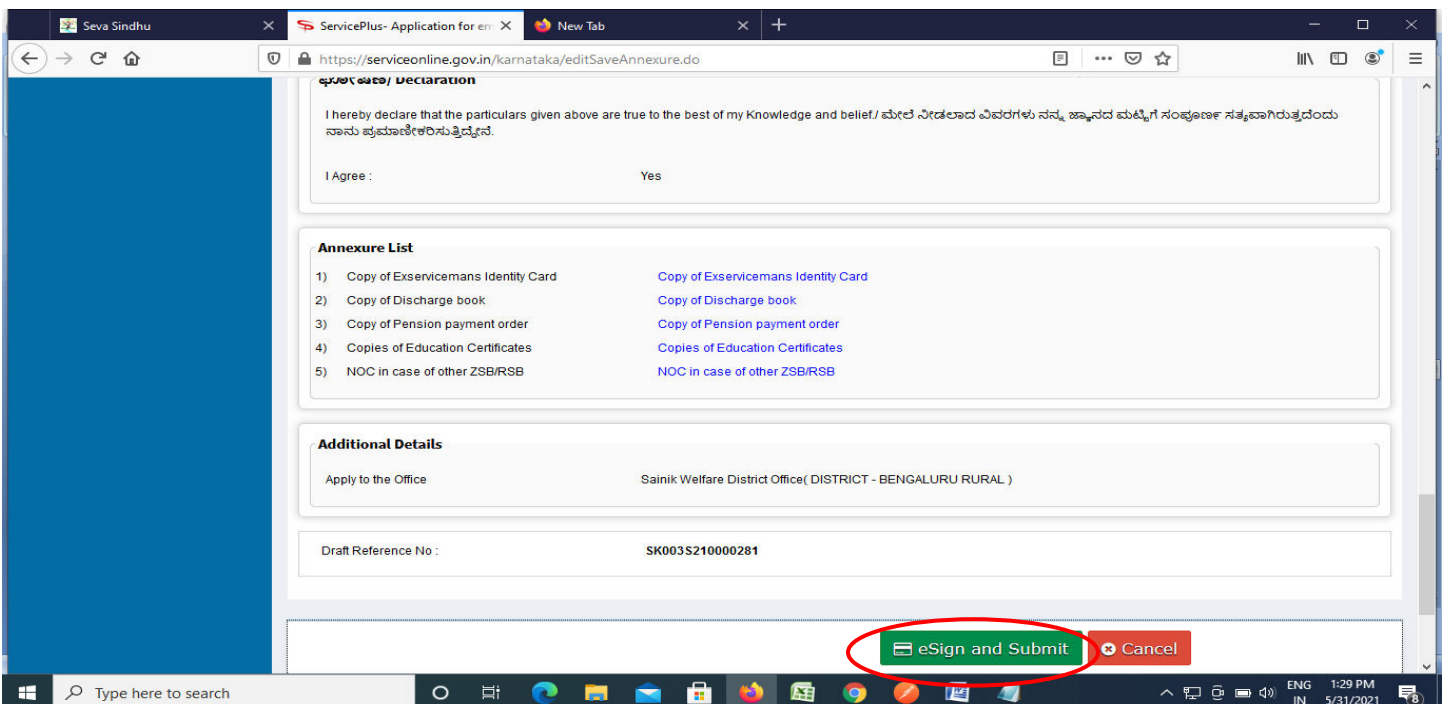 Seva Sindhu
ServicePlus- Application for em
New Tab
https://serviceonline.gov.in/karnataka/editSaveAnnexure.do
ಘೋಷಣೆ/ Declaration
I hereby declare that the particulars given above are true to the best of my Knowledge and belief./ ಮೇಲೆ ನೀಡಲಾದ ವಿವರಗಳು ನನ್ನ ಜ್ಞಾನದ ಮಟ್ಟಿಗೆ ಸಂಪೂರ್ಣ ಸತ್ಯವಾಗಿರುತ್ತದೆಂದು
ನಾನು ಪ್ರಮಾಣೀಕರಿಸುತ್ತಿದ್ದೇನೆ.
I Agree : Yes
Annexure List
1) Copy of Exservicemans Identity Card Copy of Exservicemans Identity Card
2) Copy of Discharge book Copy of Discharge book
3) Copy of Pension payment order Copy of Pension payment order
4) Copies of Education Certificates Copies of Education Certificates
5) NOC in case of other ZSB/RSB NOC in case of other ZSB/RSB
Additional Details
Apply to the Office Sainik Welfare District Office( DISTRICT - BENGALURU RURAL )
Draft Reference No : SK003S210000281
eSign and Submit Cancel
Type here to search
ENG 1:29 PM
IN 5/31/2021
8